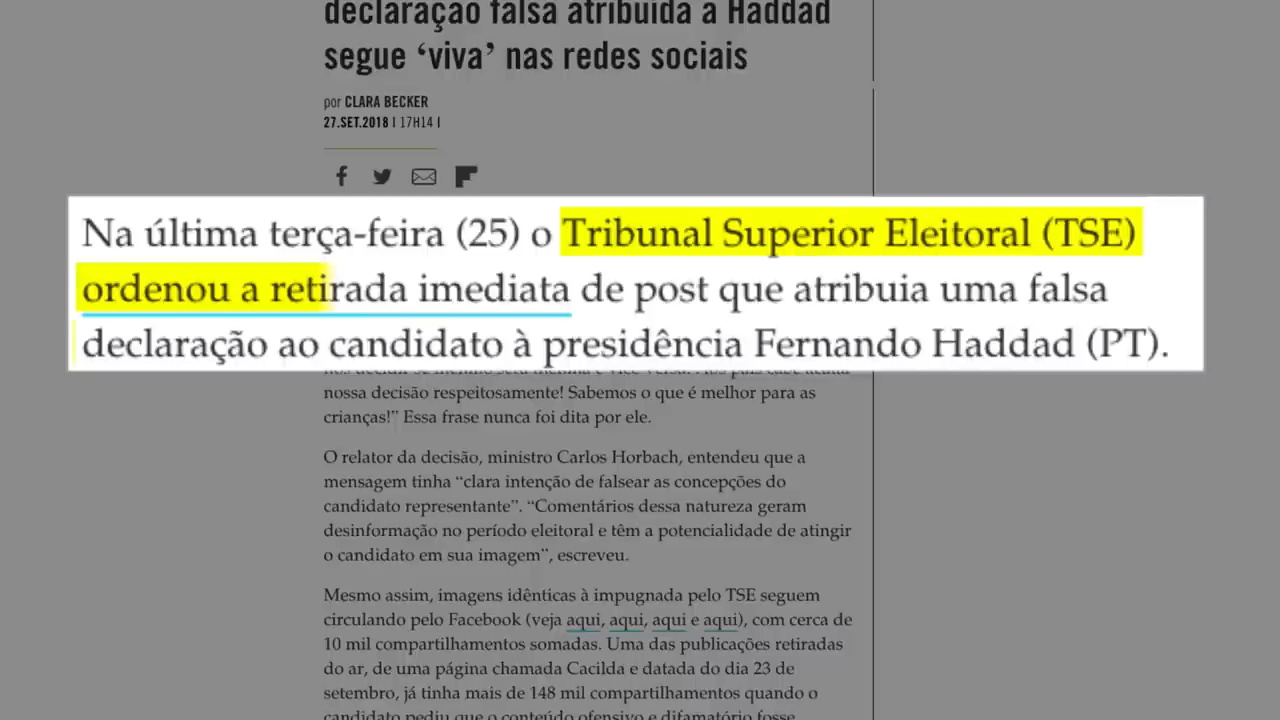 declaração falsa atribuída a Haddad
segue ‘viva’ nas redes sociais
por CLARA BECKER
27.SET.2018 | 17H14 |
Na última terça-feira (25) o Tribunal Superior Eleitoral (TSE)
ordenou a retirada imediata de post que atribuia uma falsa
declaração ao candidato à presidência Fernando Haddad (PT).
nossa decisão respeitosamente! Sabemos o que é melhor para as
crianças!” Essa frase nunca foi dita por ele.
O relator da decisão, ministro Carlos Horbach, entendeu que a
mensagem tinha “clara intenção de falsear as concepções do
candidato representante”. “Comentários dessa natureza geram
desinformação no período eleitoral e têm a potencialidade de atingir
o candidato em sua imagem”, escreveu.
Mesmo assim, imagens idênticas à impugnada pelo TSE seguem
circulando pelo Facebook (veja aqui, aqui, aqui e aqui), com cerca de
10 mil compartilhamentos somadas. Uma das publicações retiradas
do ar, de uma página chamada Cacilda e datada do dia 23 de
setembro, já tinha mais de 148 mil compartilhamentos quando o
candidato pediu que o conteúdo ofensivo e difamatório fosse